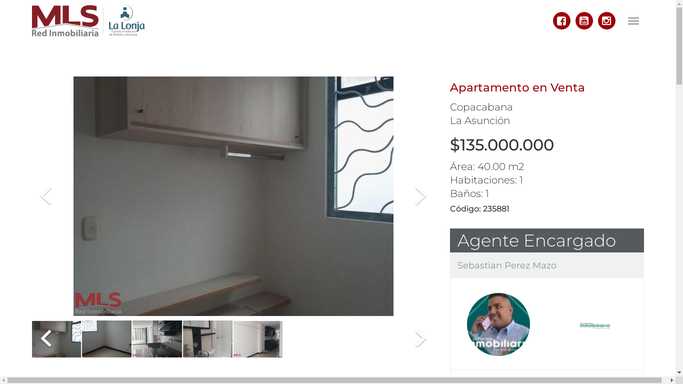 MLS
Red Inmobiliaria
La Lonja
Apartamento en Venta
Copacabana
La Asunción
$135.000.000
Área: 40.00 m2
Habitaciones: 1
Baños: 1
Código: 235881
MLS
Red Inmobiliaria
Agente Encargado
Sebastian Perez Mazo